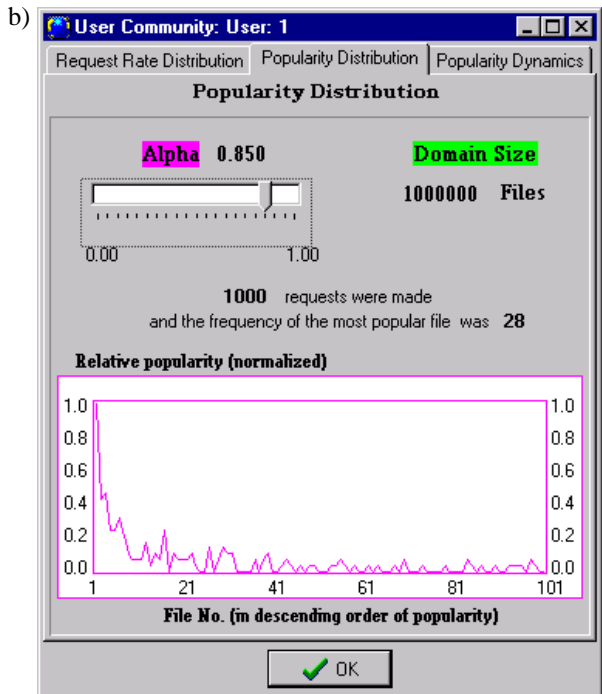 b)
User Community: User: 1
Request Rate Distribution Popularity Distribution Popularity Dynamics
Popularity Distribution
Alpha 0.850 Domain Size
1000000 Files
0.00 1.00
1000 requests were made
and the frequency of the most popular file was 28
Relative popularity (normalized)
1.0 1.0
0.8 0.8
0.6 0.6
0.4 0.4
0.2 0.2
0.0 0.0
1 21 41 61 81 101
File No. (in descending order of popularity)
OK